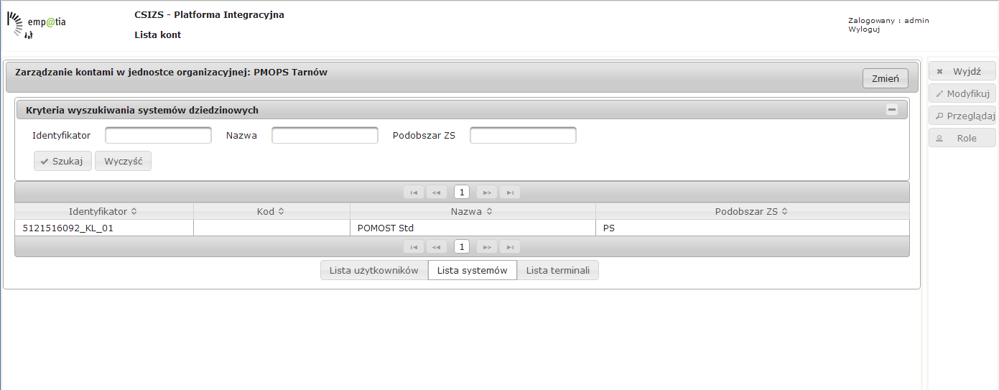 emp@tia
CSIZS - Platforma Integracyjna
Lista kont
Zalogowany : admin
Wyloguj
Zarządzanie kontami w jednostce organizacyjnej: PMOPS Tarnów
Zmień
Kryteria wyszukiwania systemów dziedzinowych
Identyfikator Nazwa Podobszar ZS
Szukaj Wyczyść
1
Identyfikator Kod Nazwa Podobszar ZS
5121516092_KL_01 POMOST Std PS
1
Lista użytkowników Lista systemów Lista terminali
Wyjdź
Modyfikuj
Przeglądaj
Role